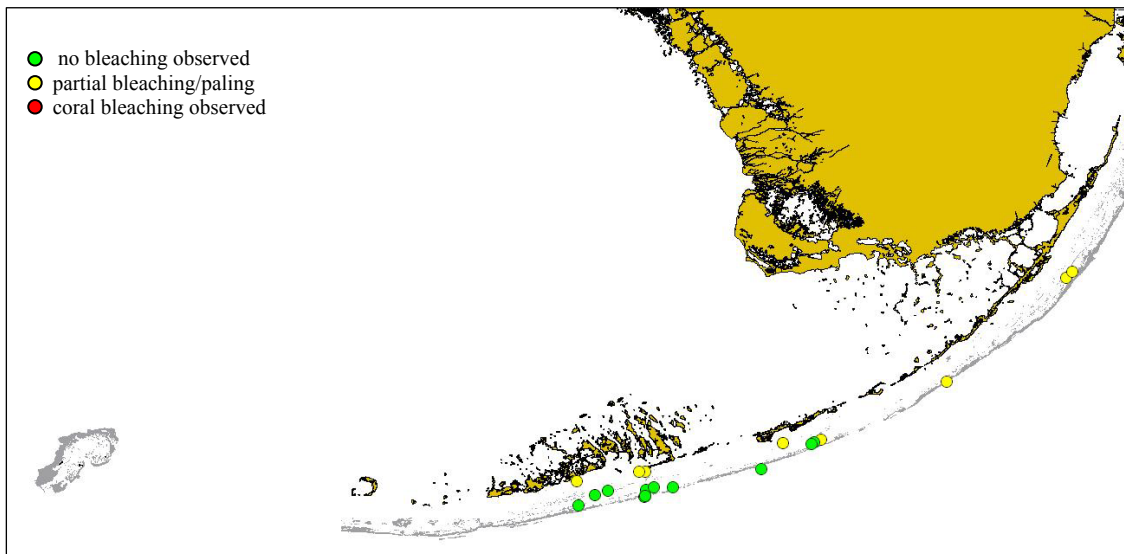 no bleaching observed
partial bleaching/paling
coral bleaching observed